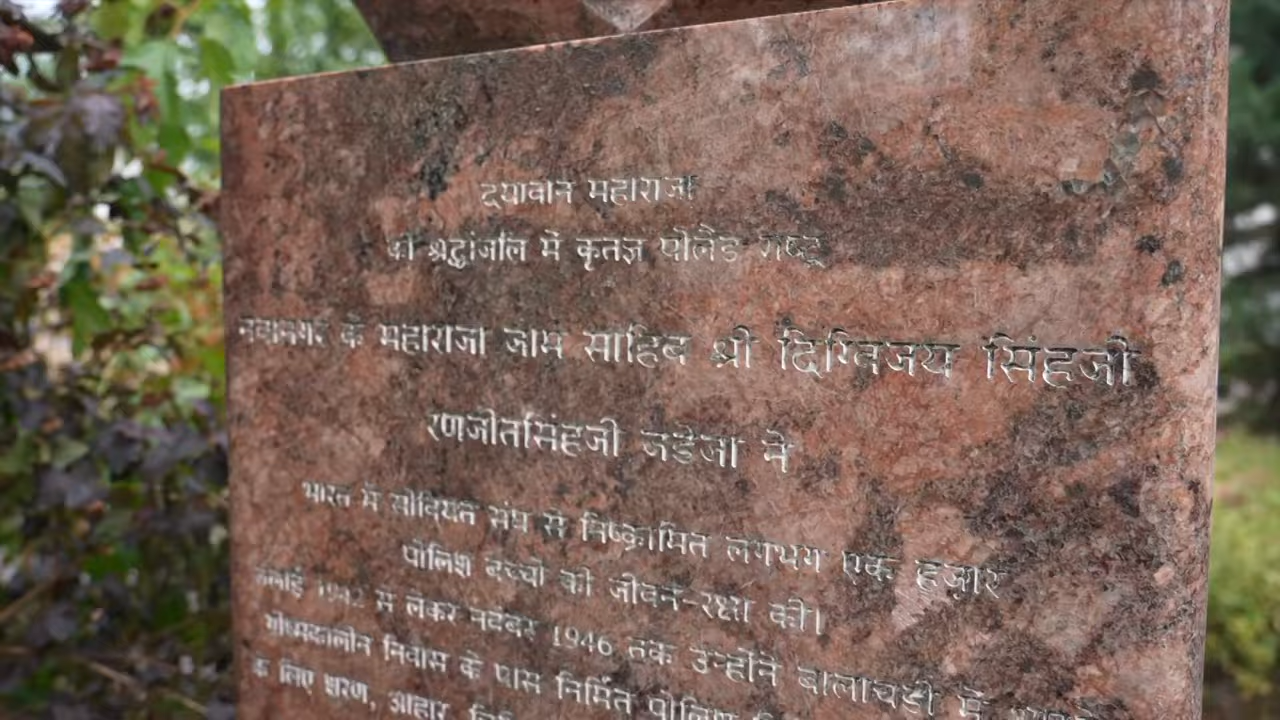 दयावान महाराजा
को श्रद्धांजलि में कृतज्ञ पोलैंड राष्ट्र
नवानगर के महाराजा जाम साहिब श्री दिग्विजय सिंहजी
रणजीतसिंहजी जडेजा ने
भारत में सोवियत संघ से निष्क्रामित लगभग एक हज़ार
पोलिश बच्चों की जीवन-रक्षा की।
जुलाई 1942 से लेकर नवंबर 1946 तक उन्होंने बालाचडी में
ग्रीष्मकालीन निवास के पास निर्मित पोलिश
के लिए शरण, आहार,